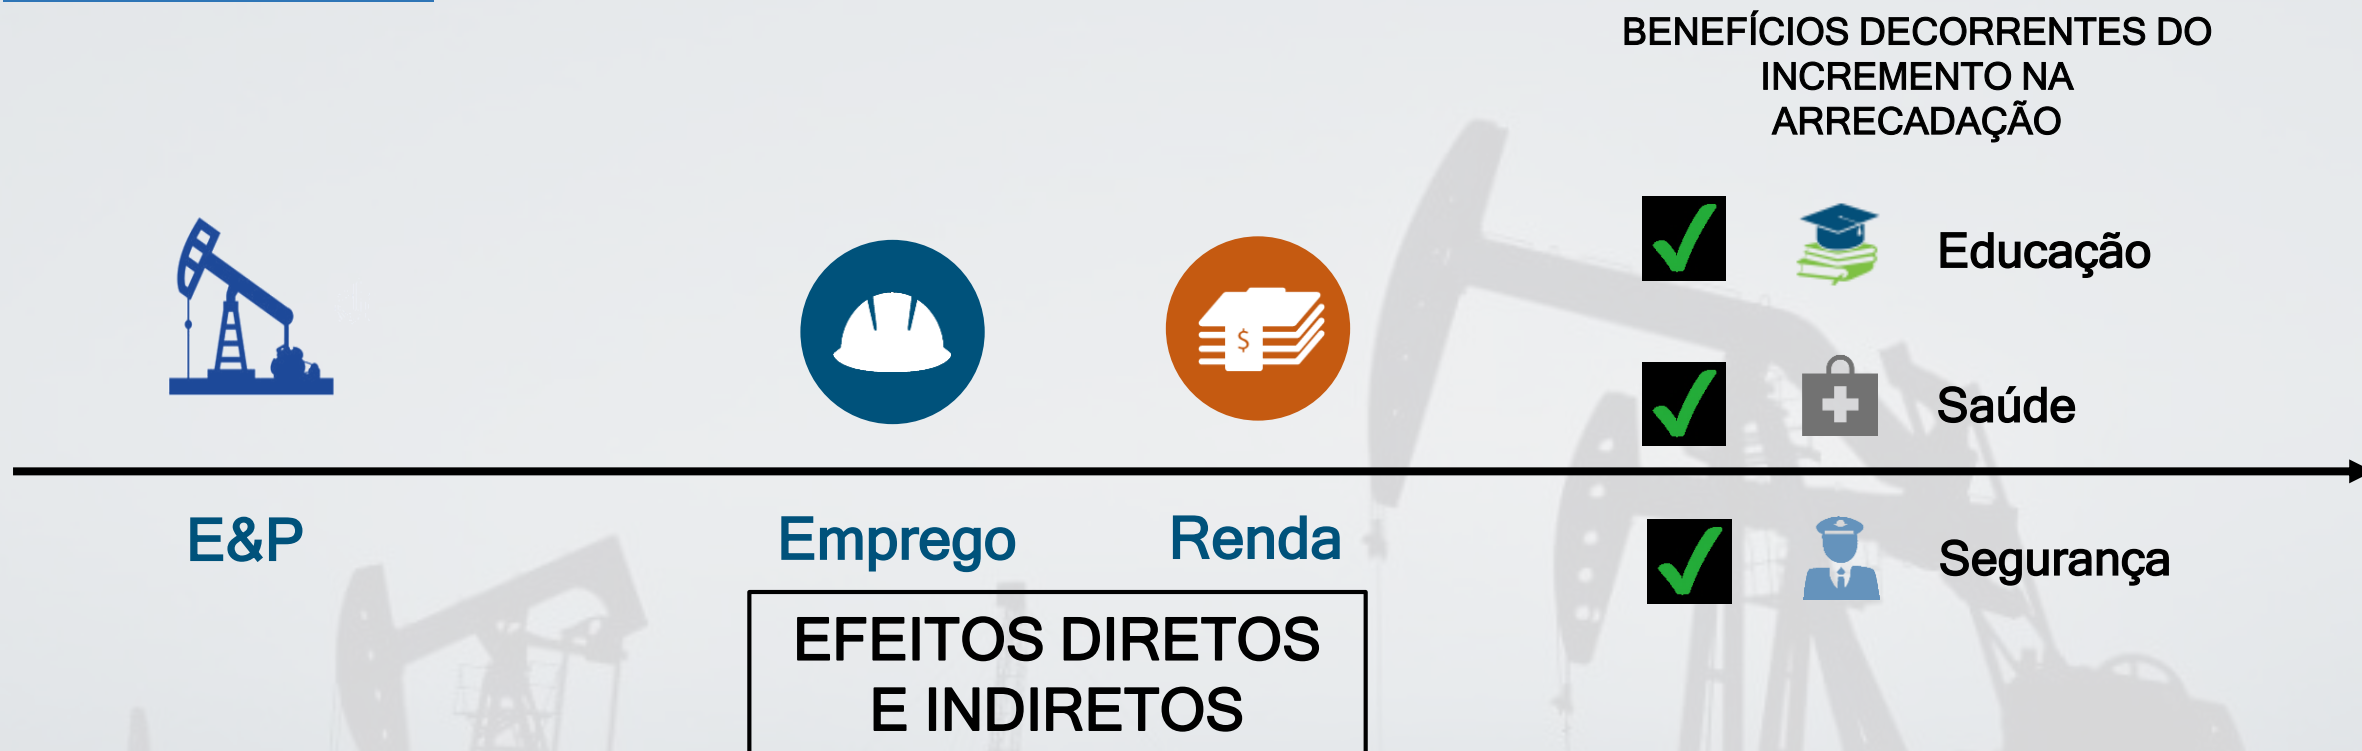 BENEFÍCIOS DECORRENTES DO
INCREMENTO NA
ARRECADAÇÃO
$
Educação
Saúde
E&P
Emprego
Renda
Segurança
EFEITOS DIRETOS
E INDIRETOS